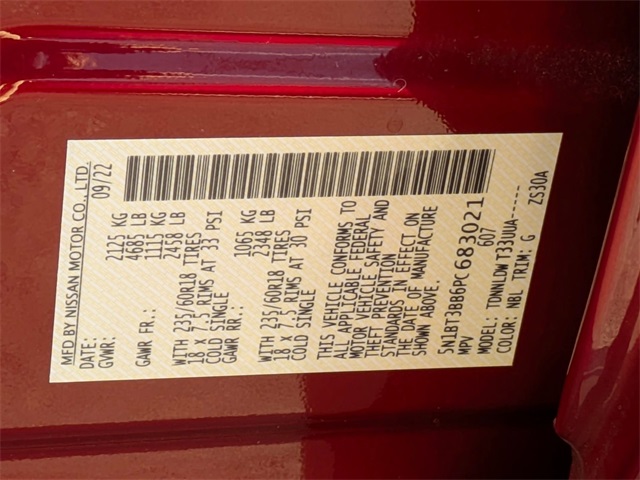 MFD BY NISSAN MOTOR CO., LTD.
DATE: 09/22
GVWR: 2125 KG
4685 LB
GAWR FR.: 1115 KG
2458 LB
WITH 235/60R18 TIRES
18 x 7.5 RIMS AT 33 PSI
COLD SINGLE
GAWR RR.: 1065 KG
2348 LB
WITH 235/60R18 TIRES
18 x 7.5 RIMS AT 30 PSI
COLD SINGLE
THIS VEHICLE CONFORMS TO
ALL APPLICABLE FEDERAL
MOTOR VEHICLE SAFETY AND
THEFT PREVENTION
STANDARDS IN EFFECT ON
THE DATE OF MANUFACTURE
SHOWN ABOVE.
5N1BT3BB6PC683021
MPV 607
MODEL: TDNNLDWT33UUA-----
COLOR: NBL TRIM: G ZS30A